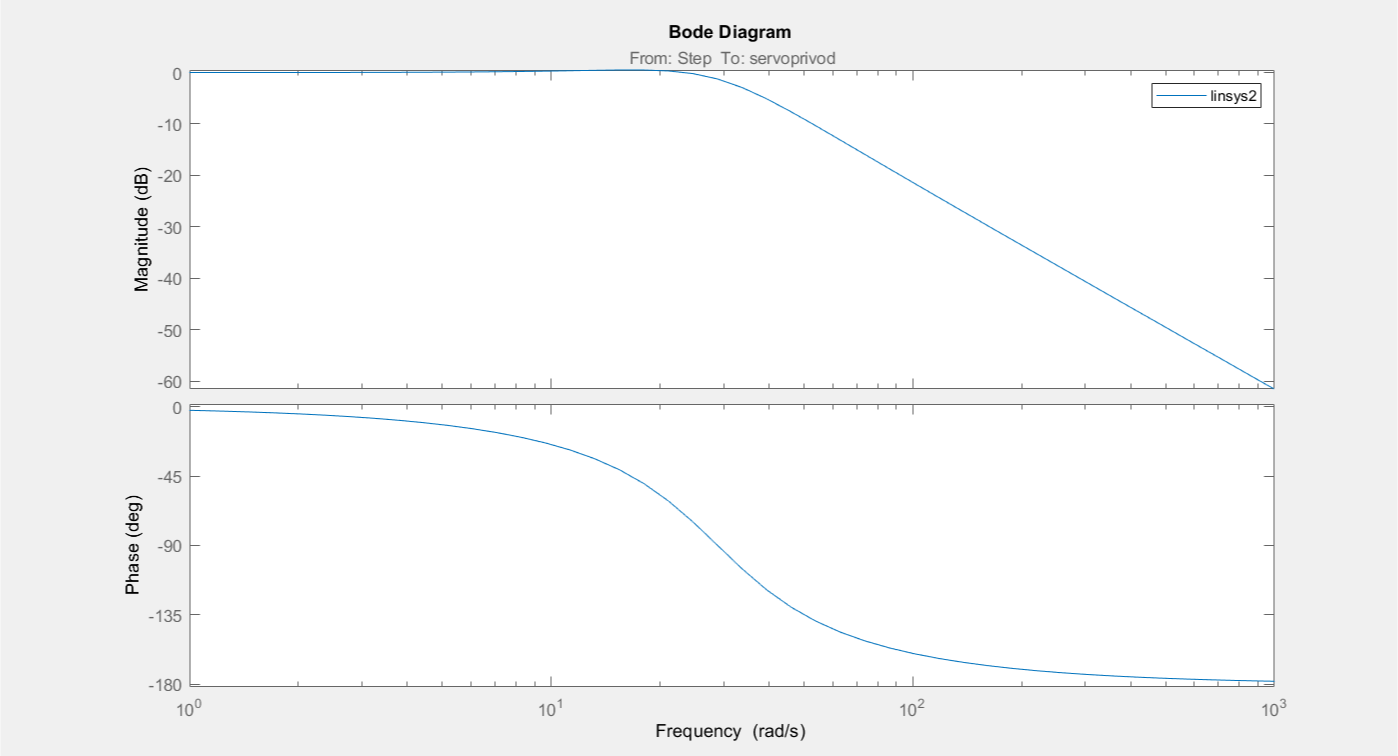 Bode Diagram
From: Step To: servoprivod
0
-10
-20
-30
-40
-50
-60
Magnitude (dB)
linsys2
0
-45
-90
-135
-180
Phase (deg)
10^0
10^1
10^2
10^3
Frequency (rad/s)